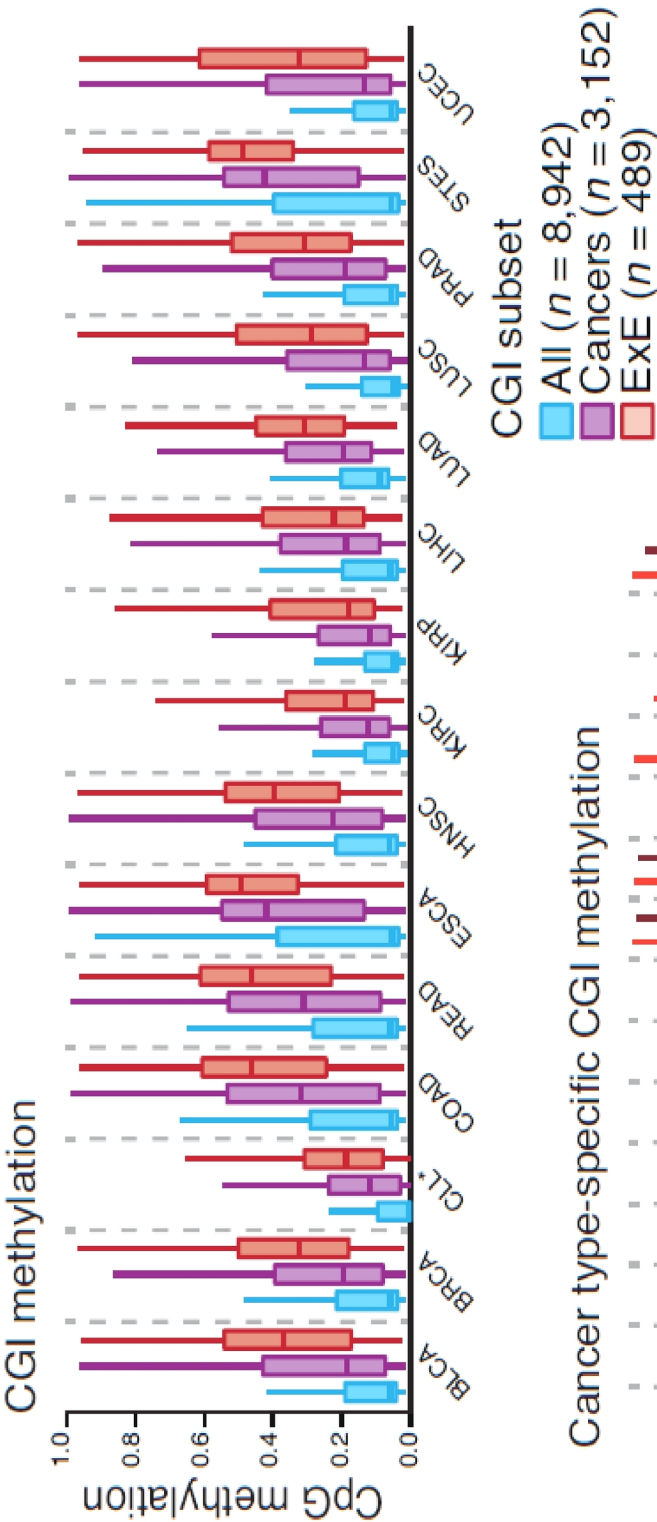 CGI methylation
CpG methylation
1.0
0.8
0.6
0.4
0.2
0.0
BLCA
BRCA
CLL*
COAD
READ
ESCA
HNSC
KIRC
KIRP
LIHC
LUAD
LUSC
PRAD
STES
UCEC
CGI subset
All (n = 8,942)
Cancers (n = 3,152)
ExE (n = 489)
Cancer type-specific CGI methylation